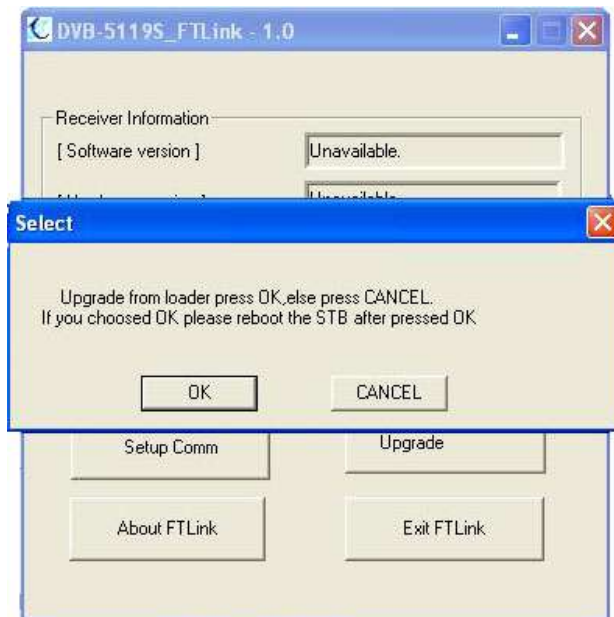 DVB-5119S_FTLink - 1.0
Receiver Information
[ Software version ]
Unavailable.
Select
Upgrade from loader press OK,else press CANCEL.
If you choosed OK please reboot the STB after pressed OK
OK
CANCEL
Setup Comm
Upgrade
About FTLink
Exit FTLink